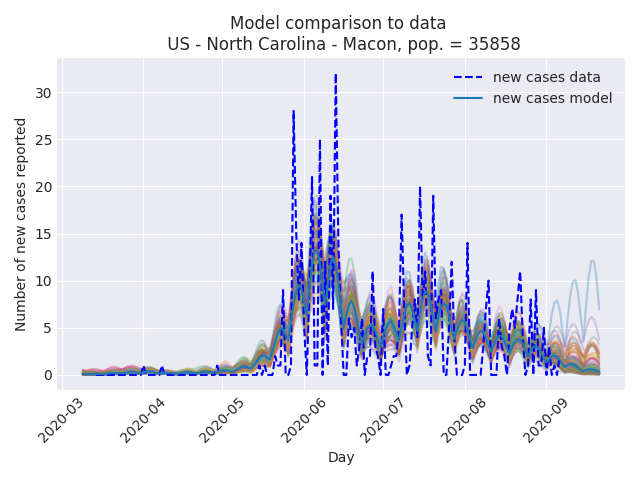 Model comparison to data
US - North Carolina - Macon, pop. = 35858
new cases data
new cases model
Number of new cases reported
30
25
20
15
10
5
0
2020-03
2020-04
2020-05
2020-06
2020-07
2020-08
2020-09
Day